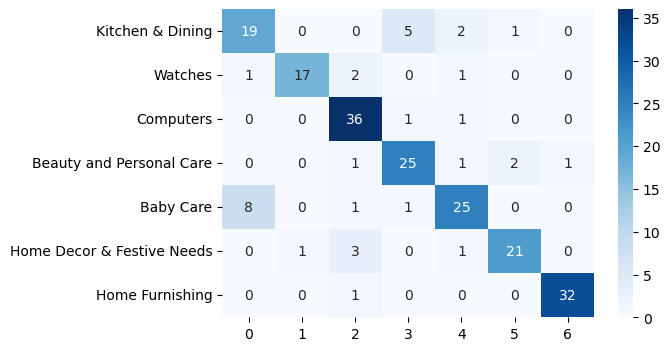 Kitchen & Dining 19 0 0 5 2 1 0
Watches 1 17 2 0 1 0 0
Computers 0 0 36 1 1 0 0
Beauty and Personal Care 0 0 1 25 1 2 1
Baby Care 8 0 1 1 25 0 0
Home Decor & Festive Needs 0 1 3 0 1 21 0
Home Furnishing 0 0 1 0 0 0 32
0 1 2 3 4 5 6
35
30
25
20
15
10
5
0